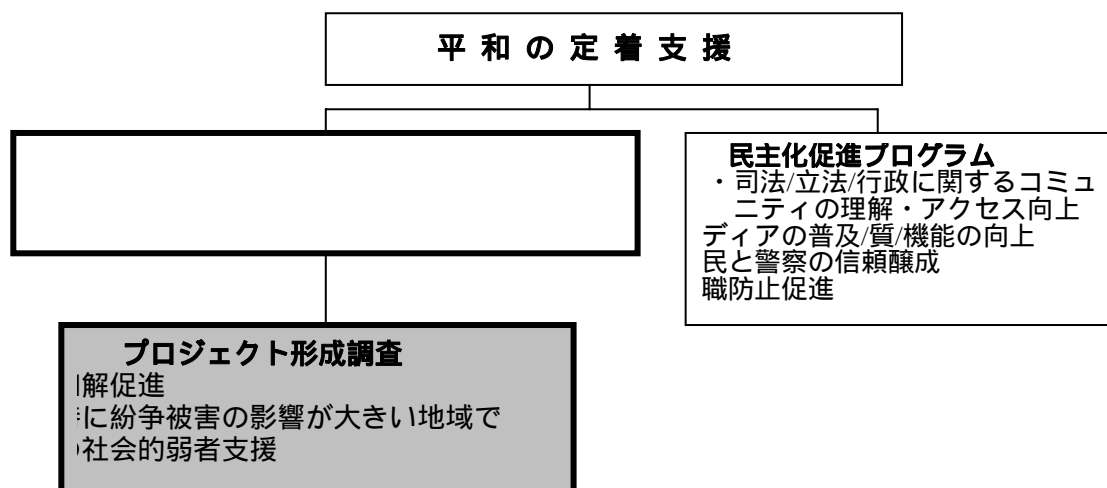 平和の定着支援
民主化促進プログラム
・司法/立法/行政に関するコミュ
ニティの理解・アクセス向上
ディアの普及/質/機能の向上
民と警察の信頼醸成
職防止促進
プロジェクト形成調査
解促進
に紛争被害の影響が大きい地域で
社会的弱者支援